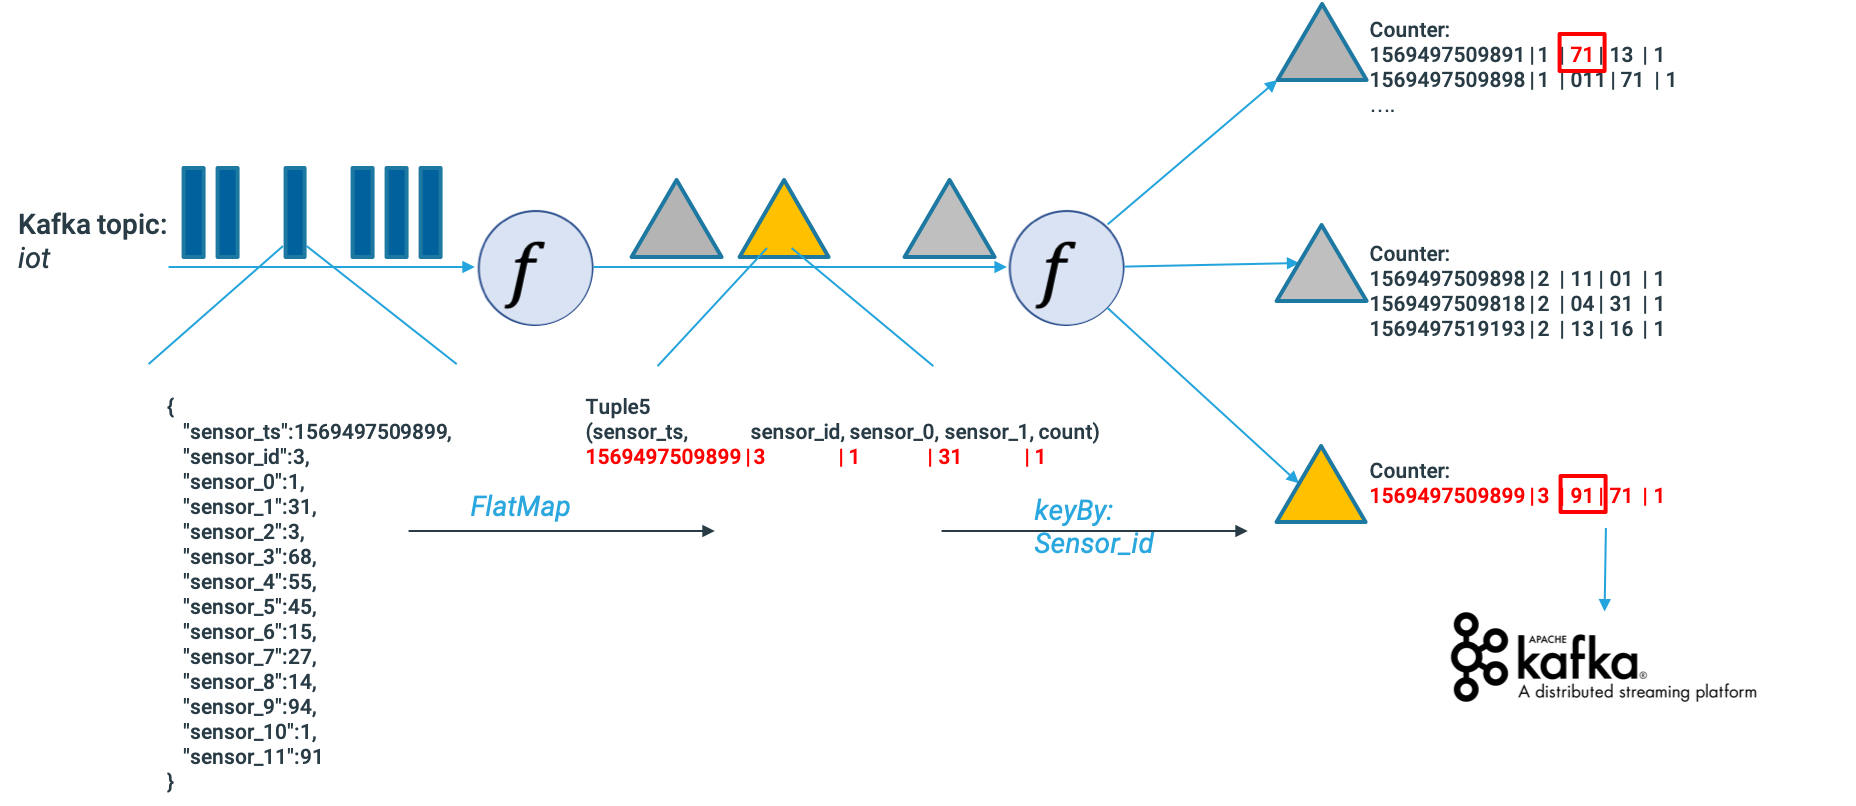 Kafka topic:
iot
f
f
{
"sensor_ts":1569497509899,
"sensor_id":3,
"sensor_0":1,
"sensor_1":31,
"sensor_2":3,
"sensor_3":68,
"sensor_4":55,
"sensor_5":45,
"sensor_6":15,
"sensor_7":27,
"sensor_8":14,
"sensor_9":94,
"sensor_10":1,
"sensor_11":91
}
FlatMap
Tuple5
(sensor_ts, sensor_id, sensor_0, sensor_1, count)
1569497509899 | 3 | 1 | 31 | 1
keyBy:
Sensor_id
Counter:
1569497509891 | 1 | 71 | 13 | 1
1569497509898 | 1 | 011 | 71 | 1
....
Counter:
1569497509898 | 2 | 11 | 01 | 1
1569497509818 | 2 | 04 | 31 | 1
1569497519193 | 2 | 13 | 16 | 1
Counter:
1569497509899 | 3 | 91 | 71 | 1
APACHE
kafka®
A distributed streaming platform